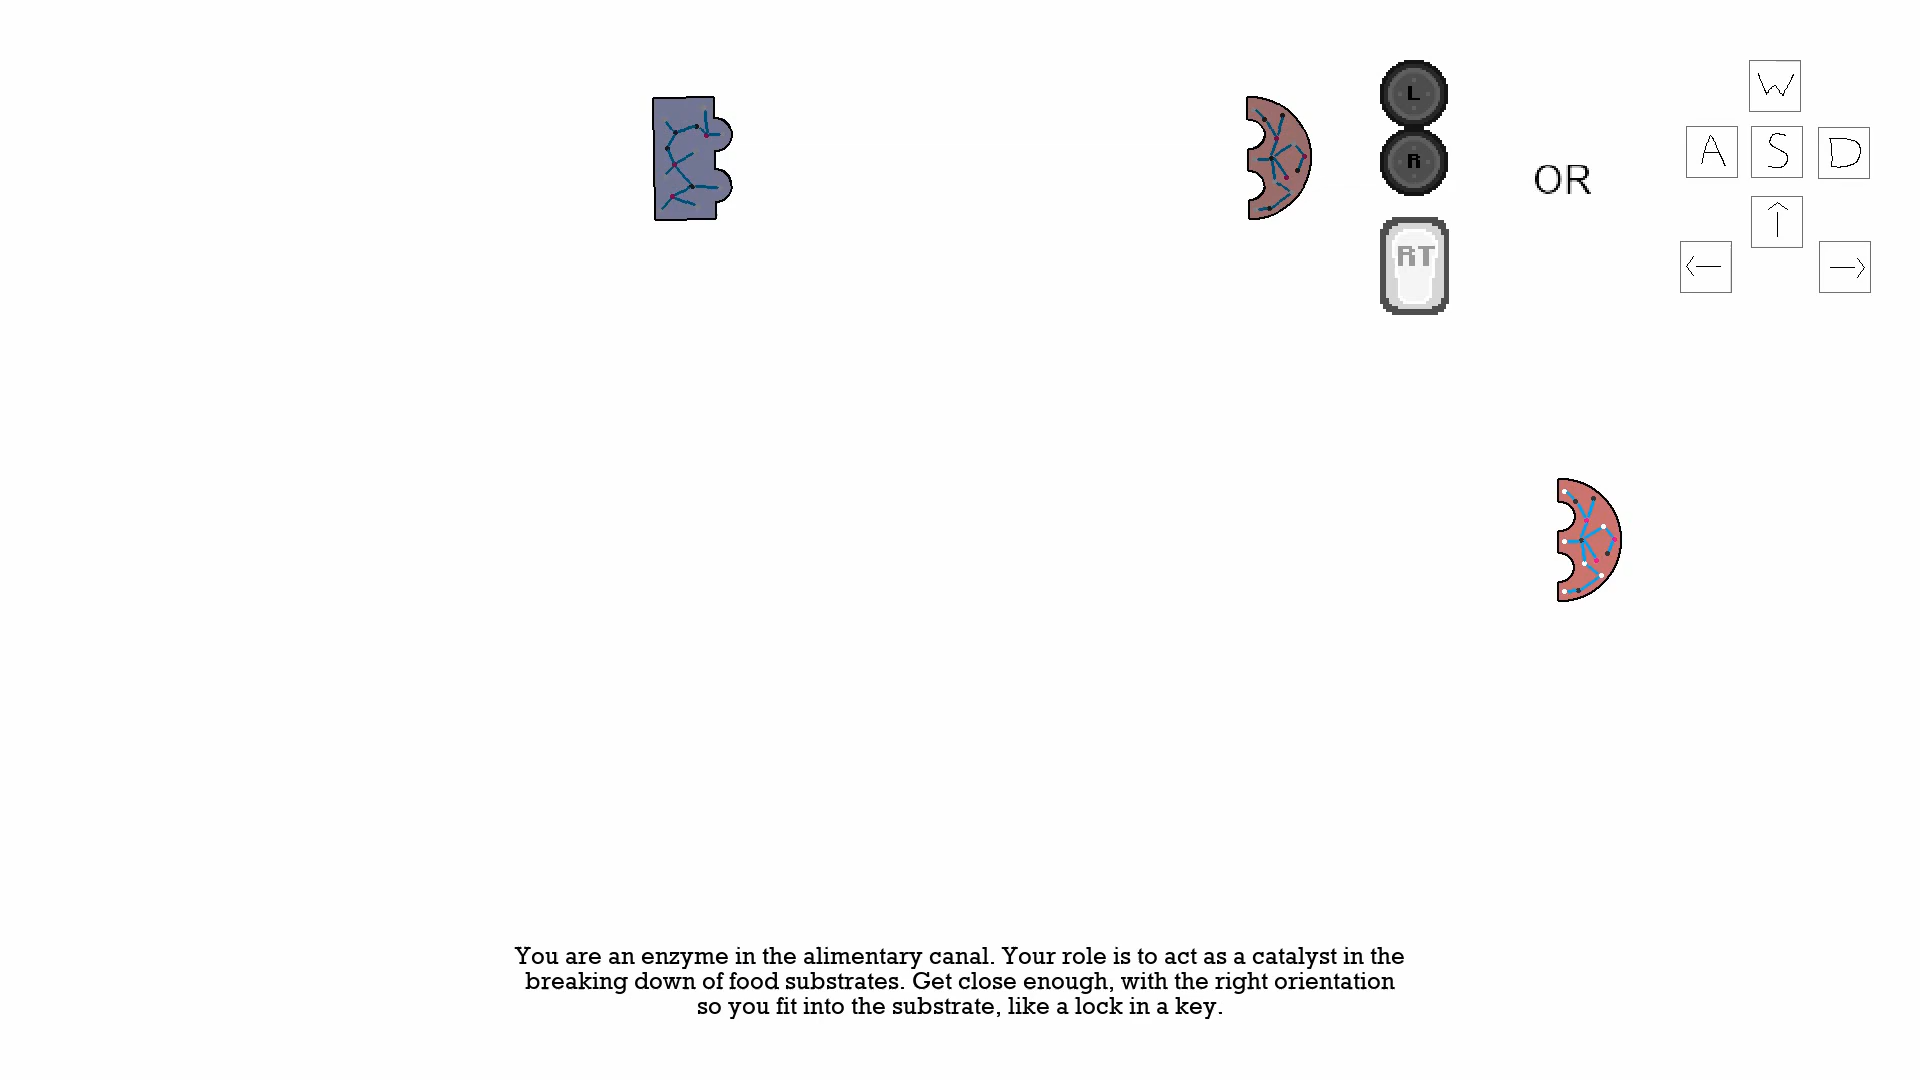 L
R
RT
OR
W
A S D
↑
← →
You are an enzyme in the alimentary canal. Your role is to act as a catalyst in the
breaking down of food substrates. Get close enough, with the right orientation
so you fit into the substrate, like a lock in a key.